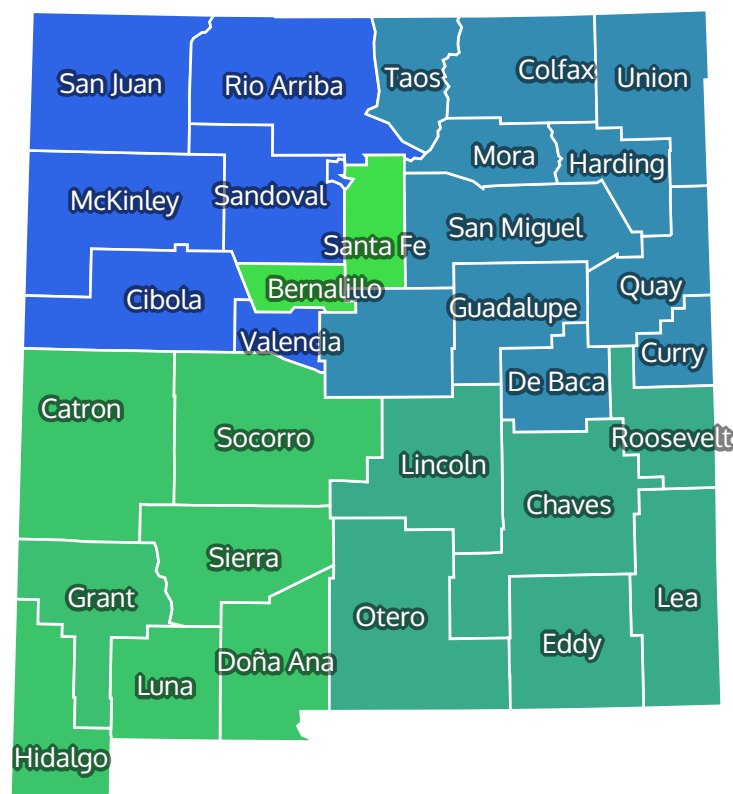 San Juan
Rio Arriba
Taos
Colfax
Union
Mora
Harding
McKinley
Sandoval
San Miguel
Santa Fe
Cibola
Bernalillo
Guadalupe
Quay
Valencia
Curry
De Baca
Catron
Socorro
Lincoln
Roosevelt
Chaves
Sierra
Grant
Otero
Lea
Eddy
Doña Ana
Luna
Hidalgo